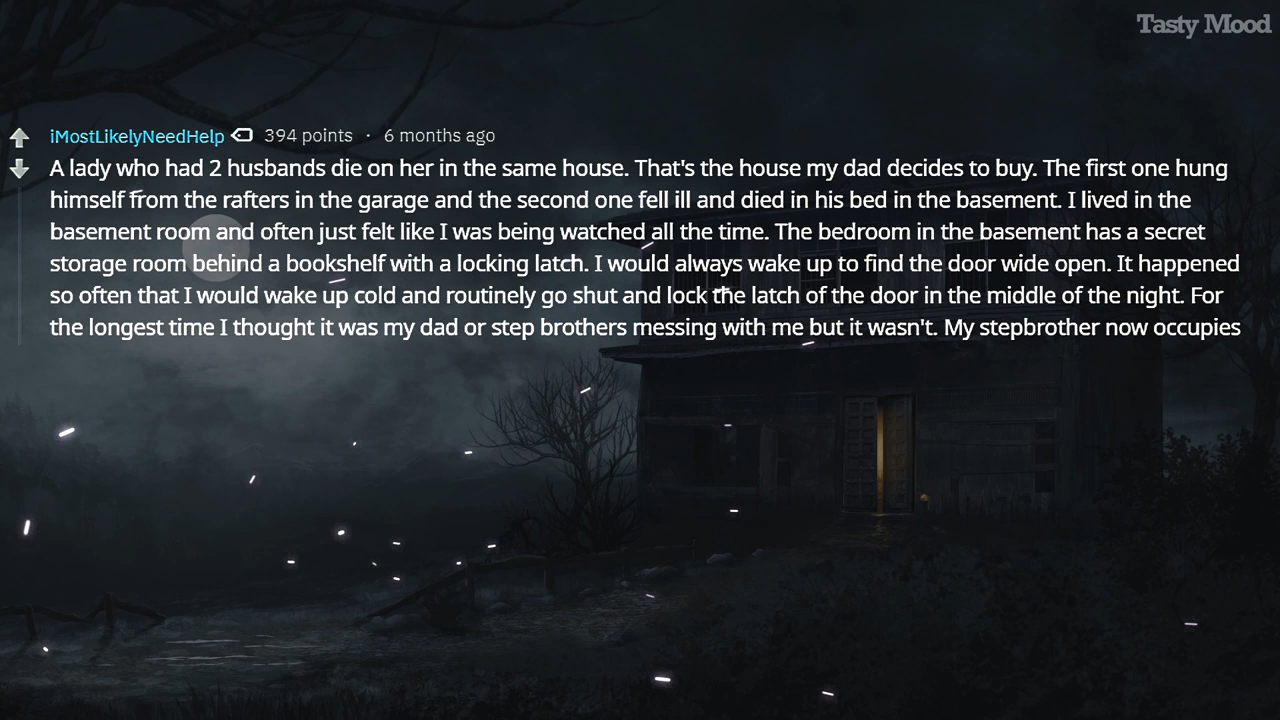 Tasty Mood
iMostLikelyNeedHelp 394 points · 6 months ago
A lady who had 2 husbands die on her in the same house. That's the house my dad decides to buy. The first one hung
himself from the rafters in the garage and the second one fell ill and died in his bed in the basement. I lived in the
basement room and often just felt like I was being watched all the time. The bedroom in the basement has a secret
storage room behind a bookshelf with a locking latch. I would always wake up to find the door wide open. It happened
so often that I would wake up cold and routinely go shut and lock the latch of the door in the middle of the night. For
the longest time I thought it was my dad or step brothers messing with me but it wasn't. My stepbrother now occupies